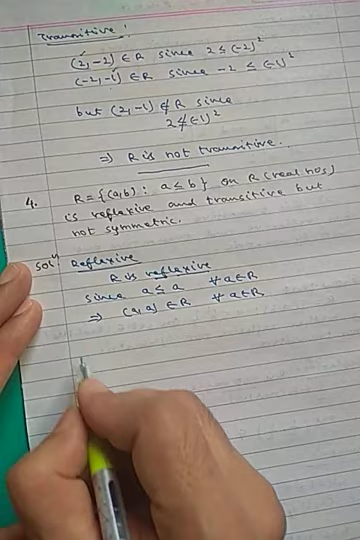 Transitive:
(2,-2) ∈ R since 2 ≤ (-2)²
(-2,-1) ∈ R since -2 ≤ (-1)²
but (2,-1) ∉ R since
2 ≰ (-1)²
⇒ R is not transitive.
4. R = {(a,b) : a ≤ b} on R (real nos)
is reflexive and transitive but
not symmetric.
Solⁿ Reflexive
R is reflexive
since a ≤ a ∀ a ∈ R
⇒ (a,a) ∈ R ∀ a ∈ R